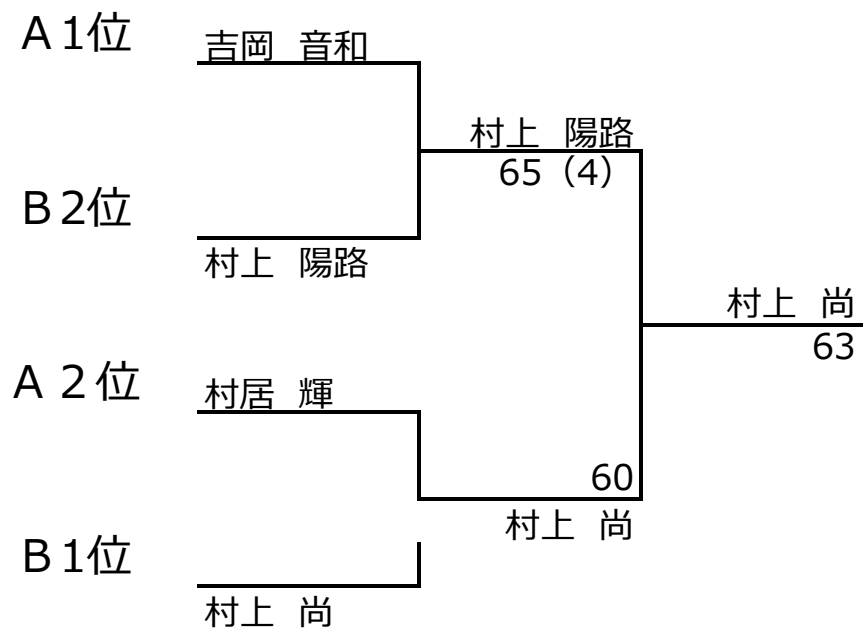 A1位
吉岡　音和
村上　陽路
65（4）
B2位
村上　陽路
村上　尚
63
A２位
村居　輝
60
村上　尚
B1位
村上　尚